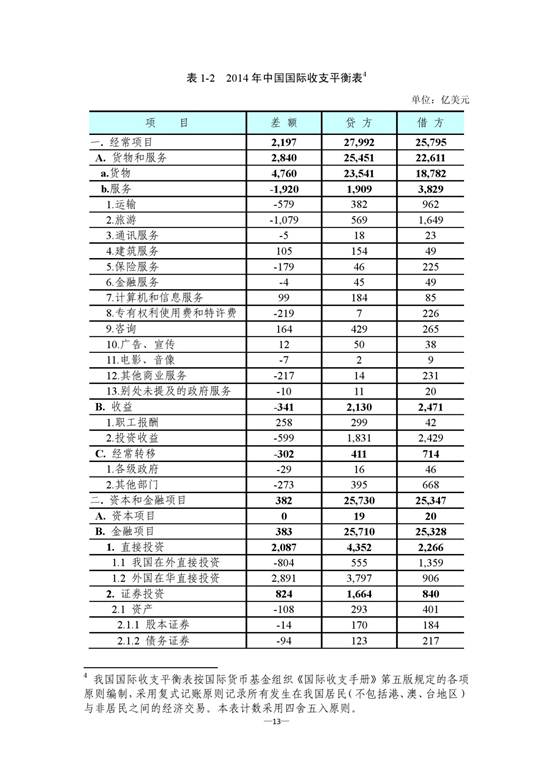 表 1-2 2014 年中国国际收支平衡表4
单位：亿美元
项 目 差 额 贷 方 借 方
一. 经常项目 2,197 27,992 25,795
A. 货物和服务 2,840 25,451 22,611
a.货物 4,760 23,541 18,782
b.服务 -1,920 1,909 3,829
1.运输 -579 382 962
2.旅游 -1,079 569 1,649
3.通讯服务 -5 18 23
4.建筑服务 105 154 49
5.保险服务 -179 46 225
6.金融服务 -4 45 49
7.计算机和信息服务 99 184 85
8.专有权利使用费和特许费 -219 7 226
9.咨询 164 429 265
10.广告、宣传 12 50 38
11.电影、音像 -7 2 9
12.其他商业服务 -217 14 231
13.别处未提及的政府服务 -10 11 20
B. 收益 -341 2,130 2,471
1.职工报酬 258 299 42
2.投资收益 -599 1,831 2,429
C. 经常转移 -302 411 714
1.各级政府 -29 16 46
2.其他部门 -273 395 668
二. 资本和金融项目 382 25,730 25,347
A. 资本项目 0 19 20
B. 金融项目 383 25,710 25,328
1. 直接投资 2,087 4,352 2,266
1.1 我国在外直接投资 -804 555 1,359
1.2 外国在华直接投资 2,891 3,797 906
2. 证券投资 824 1,664 840
2.1 资产 -108 293 401
2.1.1 股本证券 -14 170 184
2.1.2 债务证券 -94 123 217
4 我国国际收支平衡表按国际货币基金组织《国际收支手册》第五版规定的各项
原则编制，采用复式记账原则记录所有发生在我国居民（不包括港、澳、台地区）
与非居民之间的经济交易。本表计数采用四舍五入原则。
—13—